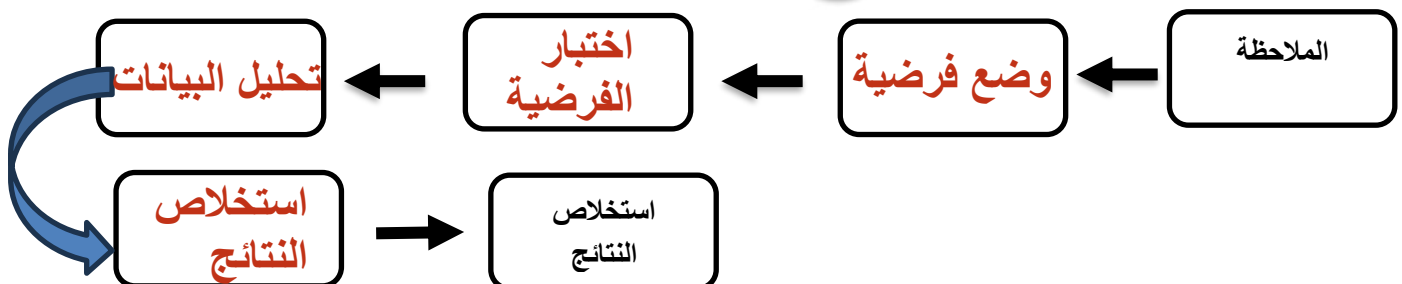 الملاحظة
وضع فرضية
اختبار
الفرضية
تحليل البيانات
استخلاص
النتائج
استخلاص
النتائج